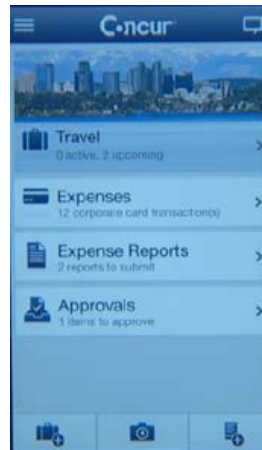 C•ncur
Travel
0 active, 2 upcoming
Expenses
12 corporate card transaction(s)
Expense Reports
2 reports to submit
Approvals
1 items to approve